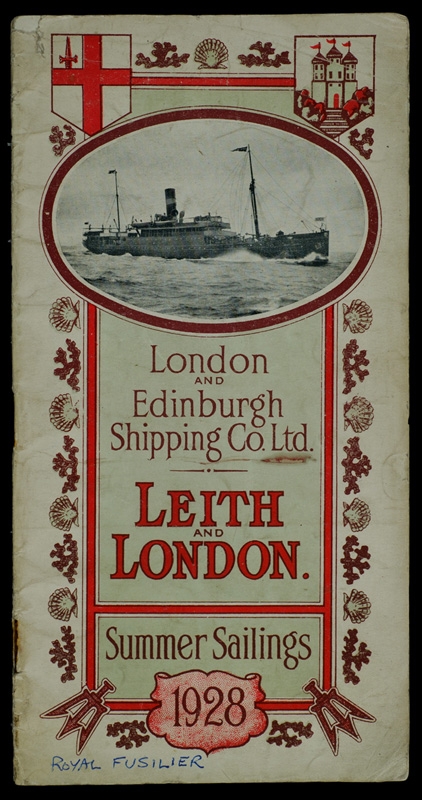 London
AND
Edinburgh
Shipping Co. Ltd.
LEITH
AND
LONDON.
Summer Sailings
1928
ROYAL FUSILIER